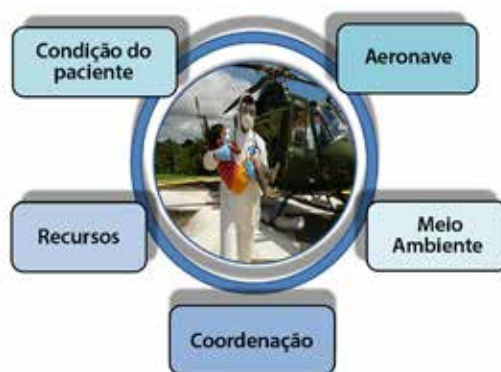 Condição do
paciente
Aeronave
Recursos
Meio
Ambiente
Coordenação